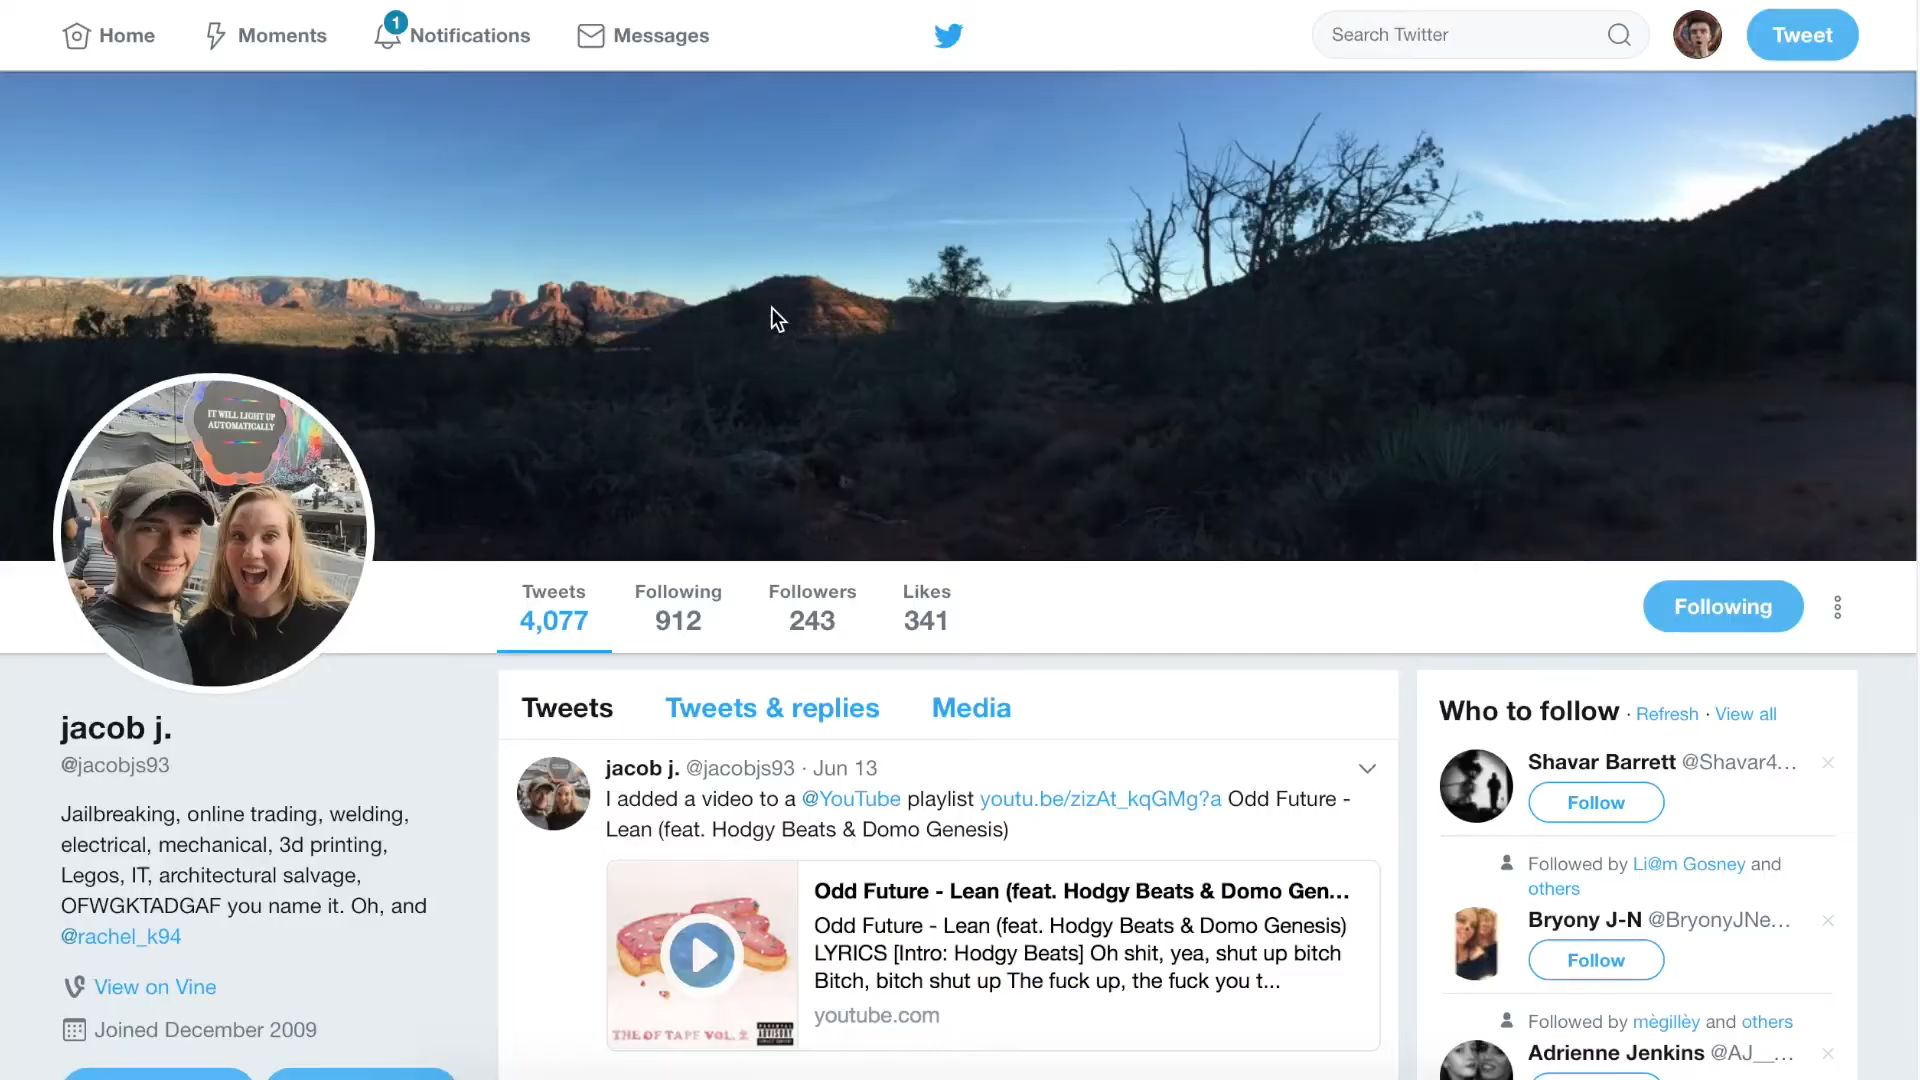 Home
Moments
1
Notifications
Messages
Search Twitter
Tweet
IT WILL LIGHT UP
AUTOMATICALLY
Tweets
4,077
Following
912
Followers
243
Likes
341
Following
jacob j.
@jacobjs93
Jailbreaking, online trading, welding,
electrical, mechanical, 3d printing,
Legos, IT, architectural salvage,
OFWGKTADGAF you name it. Oh, and
@rachel_k94
View on Vine
Joined December 2009
Tweets
Tweets & replies
Media
jacob j. @jacobjs93 · Jun 13
I added a video to a @YouTube playlist youtu.be/zizAt_kqGMg?a Odd Future -
Lean (feat. Hodgy Beats & Domo Genesis)
THE OF TAPE VOL. 2
PARENTAL
ADVISORY
Odd Future - Lean (feat. Hodgy Beats & Domo Gen...
Odd Future - Lean (feat. Hodgy Beats & Domo Genesis)
LYRICS [Intro: Hodgy Beats] Oh shit, yea, shut up bitch
Bitch, bitch shut up The fuck up, the fuck you t...
youtube.com
Who to follow · Refresh · View all
Shavar Barrett @Shavar4...
Follow
Followed by Li@m Gosney and
others
Bryony J-N @BryonyJNe...
Follow
Followed by mègillèy and others
Adrienne Jenkins @AJ__...